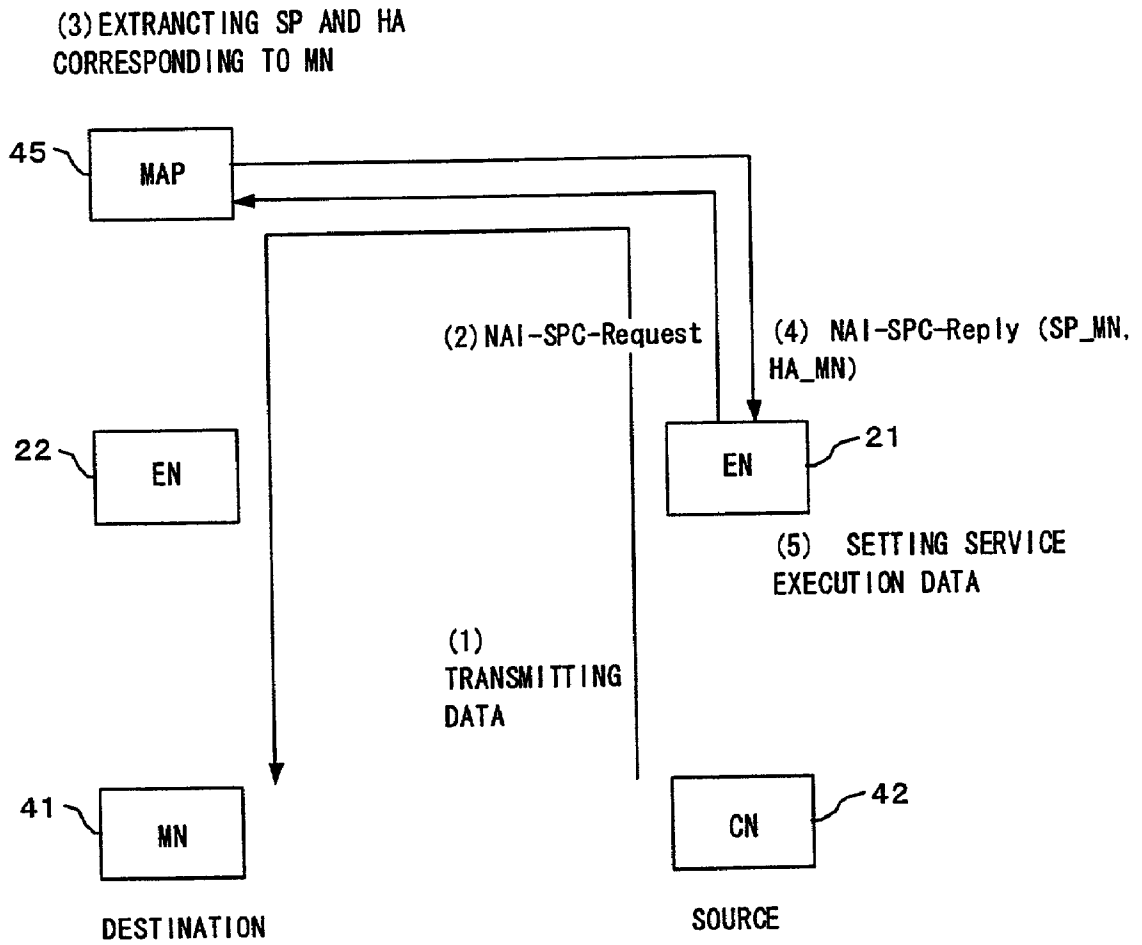 (3)EXTRANCTING SP AND HA
CORRESPONDING TO MN
45
MAP
(2)NAI-SPC-Request
(4) NAI-SPC-Reply (SP_MN,
HA_MN)
22
EN
EN
21
(5) SETTING SERVICE
EXECUTION DATA
(1)
TRANSMITTING
DATA
41
MN
CN
42
DESTINATION
SOURCE